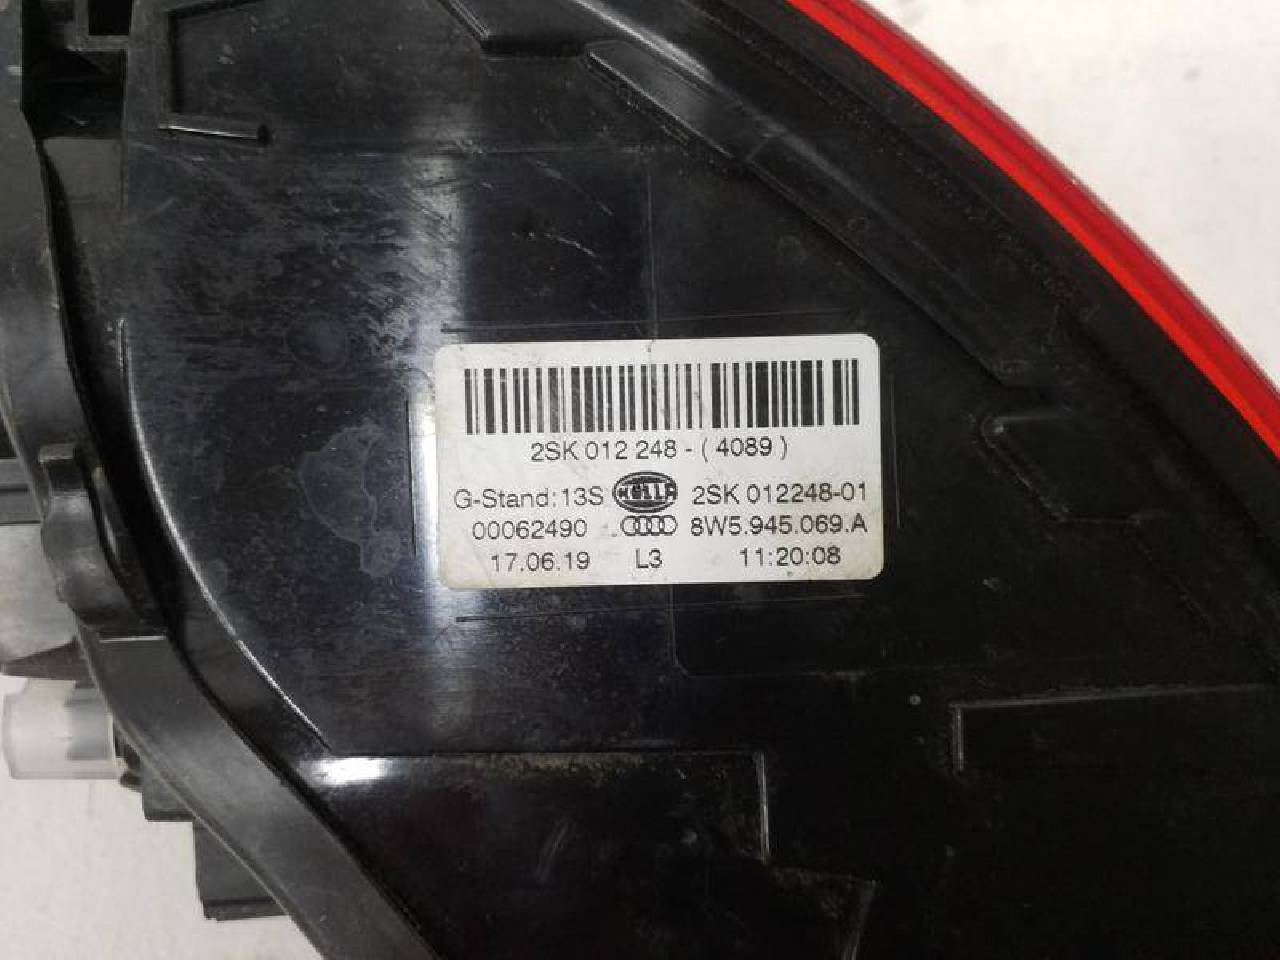 2SK 012 248 - ( 4089 )
G-Stand: 13S HELLA 2SK 012248-01
00062490 8W5.945.069.A
17.06.19 L3 11:20:08